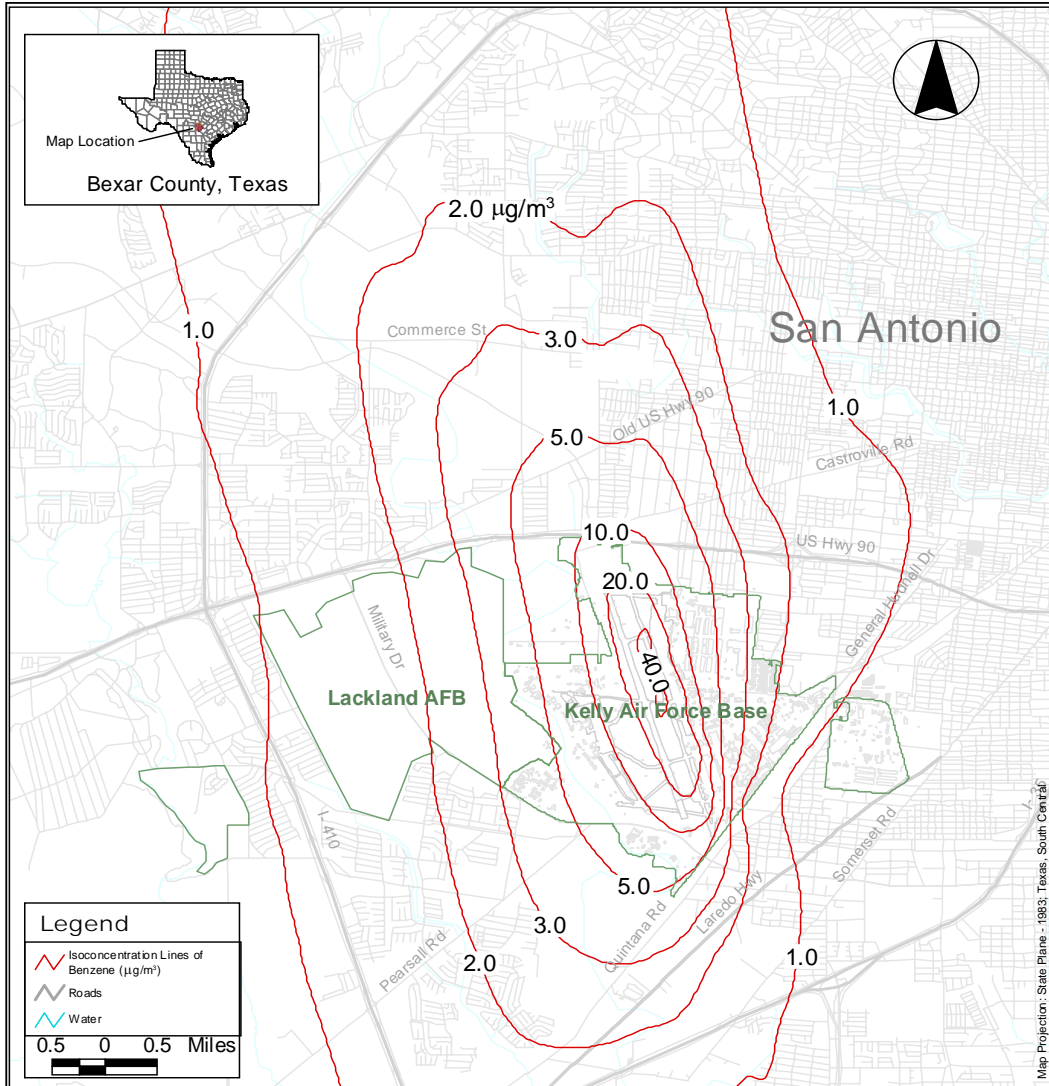 Map Location
Bexar County, Texas
2.0 µg/m³
1.0
Commerce St
3.0
San Antonio
Old US Hwy 90
1.0
5.0
Castroville Rd
10.0
US Hwy 90
20.0
General Hudnell Dr
Military Dr
40.0
Lackland AFB
Kelly Air Force Base
I-410
I-35
Somerset Rd
5.0
Laredo Hwy
Quintana Rd
3.0
Pearsall Rd
2.0
1.0
Legend
Isoconcentration Lines of
Benzene (µg/m³)
Roads
Water
0.5 0 0.5 Miles
Map Projection: State Plane - 1983; Texas, South Central